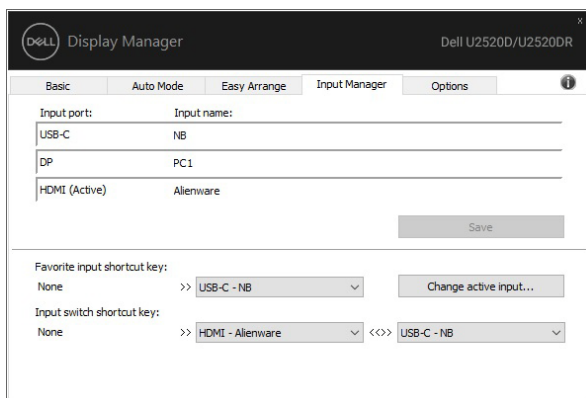 DELL Display Manager Dell U2520D/U2520DR x
Basic Auto Mode Easy Arrange Input Manager Options i
Input port: Input name:
USB-C NB
DP PC1
HDMI (Active) Alienware
Save
Favorite input shortcut key:
None >> USB-C - NB Change active input...
Input switch shortcut key:
None >> HDMI - Alienware <<>> USB-C - NB